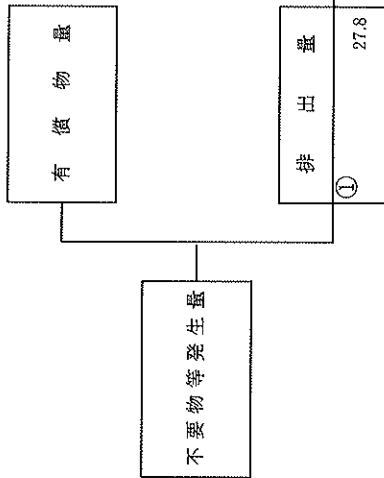 有償物量
不要物等発生量
排出量
①
27.8